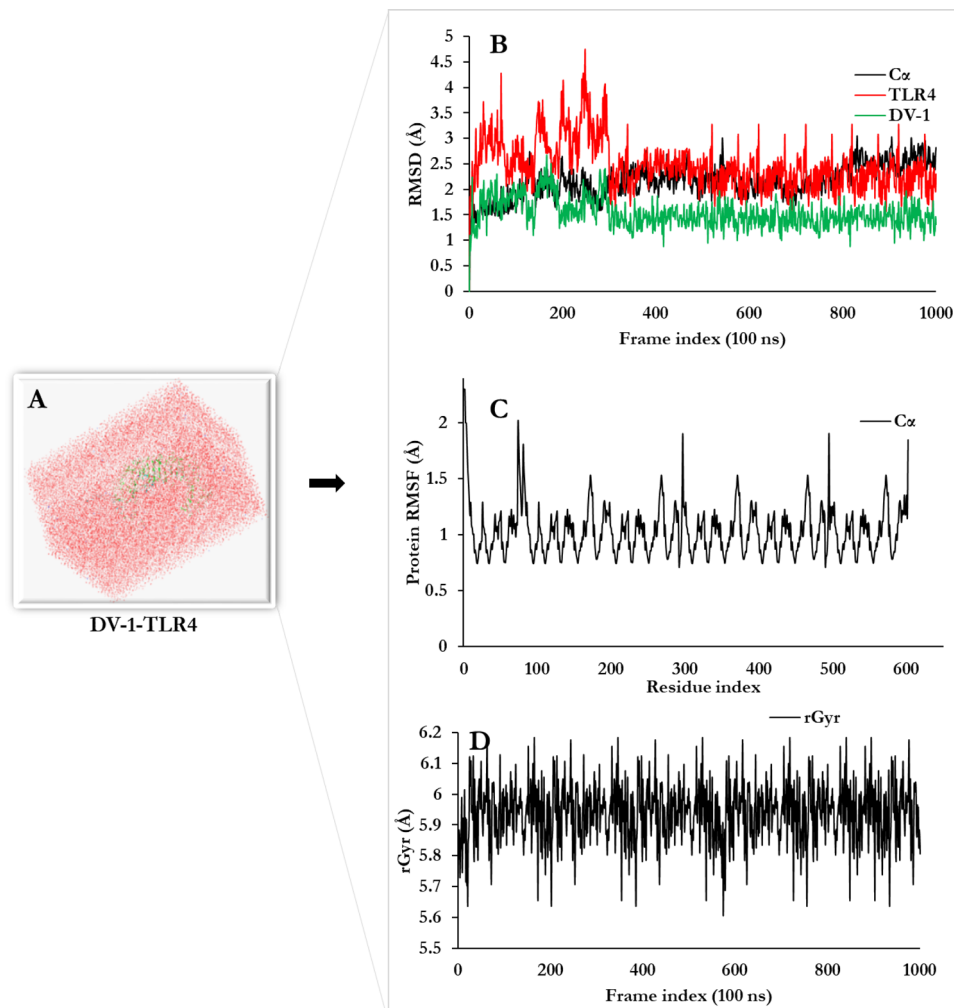 A
DV-1-TLR4
B
Cα
TLR4
DV-1
RMSD (Å)
5
4.5
4
3.5
3
2.5
2
1.5
1
0.5
0
0 200 400 600 800 1000
Frame index (100 ns)
C
Cα
Protein RMSF (Å)
2
1.5
1
0.5
0
0 100 200 300 400 500 600
Residue index
D
rGyr
rGyr (Å)
6.2
6.1
6
5.9
5.8
5.7
5.6
5.5
0 200 400 600 800 1000
Frame index (100 ns)